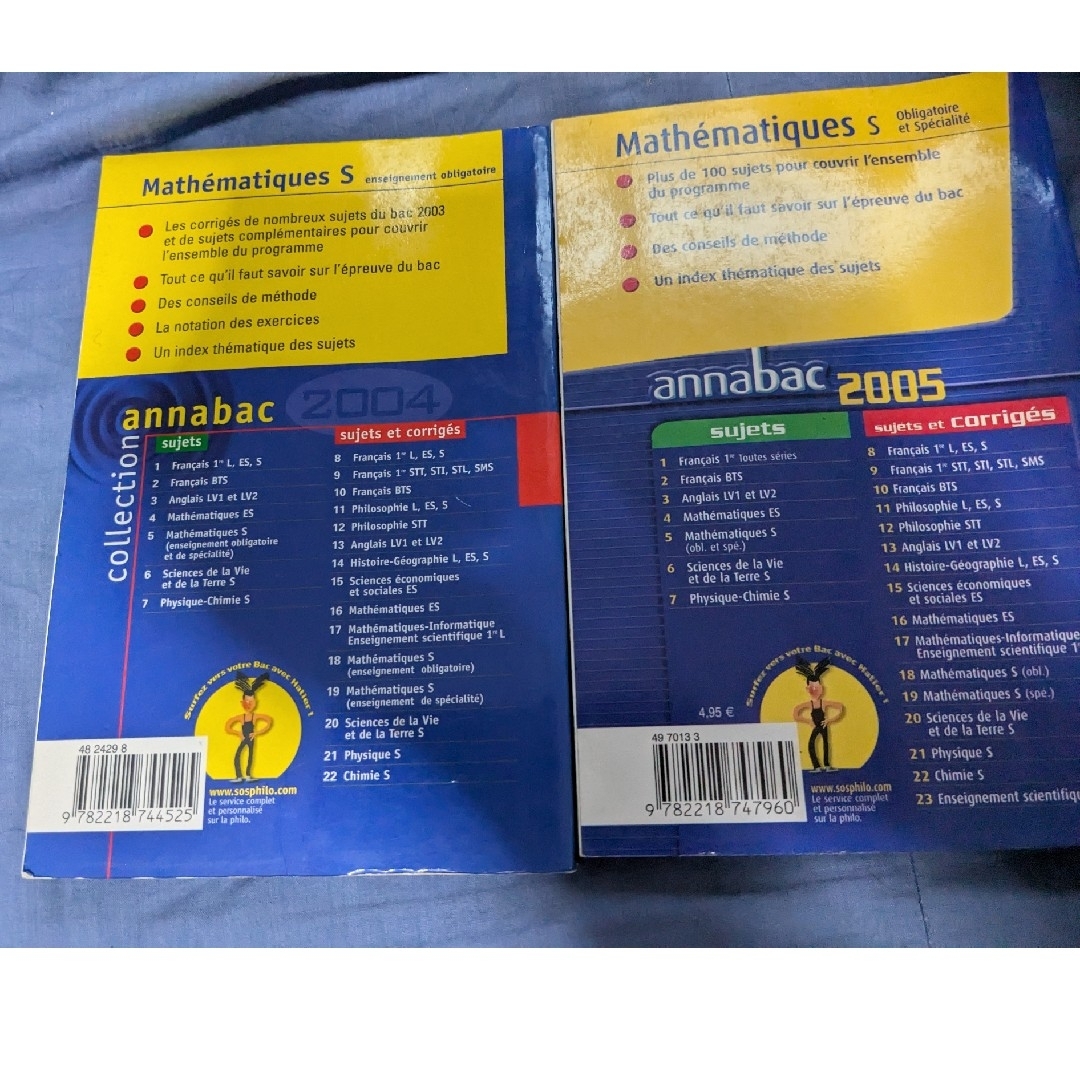 Mathématiques S enseignement obligatoire
Les corrigés de nombreux sujets du bac 2003
et de sujets complémentaires pour couvrir
l'ensemble du programme
Tout ce qu'il faut savoir sur l'épreuve du bac
Des conseils de méthode
La notation des exercices
Un index thématique des sujets
collection
annabac 2004
sujets
1 Français 1re L, ES, S
2 Français BTS
3 Anglais LV1 et LV2
4 Mathématiques ES
5 Mathématiques S
(enseignement obligatoire
et de spécialité)
6 Sciences de la Vie
et de la Terre S
7 Physique-Chimie S
sujets et corrigés
8 Français 1re L, ES, S
9 Français 1re STT, STI, STL, SMS
10 Français BTS
11 Philosophie L, ES, S
12 Philosophie STT
13 Anglais LV1 et LV2
14 Histoire-Géographie L, ES, S
15 Sciences économiques
et sociales ES
16 Mathématiques ES
17 Mathématiques-Informatique
Enseignement scientifique 1re L
18 Mathématiques S
(enseignement obligatoire)
19 Mathématiques S
(enseignement de spécialité)
20 Sciences de la Vie
et de la Terre S
21 Physique S
22 Chimie S
Surfez vers votre Bac avec Hatier !
www.sosphilo.com
Le service complet
et personnalisé
sur la philo.
48 2429 8
9 782218 744525
Mathématiques S Obligatoire
et Spécialité
Plus de 100 sujets pour couvrir l'ensemble
du programme
Tout ce qu'il faut savoir sur l'épreuve du bac
Des conseils de méthode
Un index thématique des sujets
annabac 2005
sujets
1 Français 1re Toutes séries
2 Français BTS
3 Anglais LV1 et LV2
4 Mathématiques ES
5 Mathématiques S
(obl. et spé.)
6 Sciences de la Vie
et de la Terre S
7 Physique-Chimie S
sujets et corrigés
8 Français 1re L, ES, S
9 Français 1re STT, STI, STL, SMS
10 Français BTS
11 Philosophie L, ES, S
12 Philosophie STT
13 Anglais LV1 et LV2
14 Histoire-Géographie L, ES, S
15 Sciences économiques
et sociales ES
16 Mathématiques ES
17 Mathématiques-Informatique
Enseignement scientifique 1re
18 Mathématiques S (obl.)
19 Mathématiques S (spé.)
20 Sciences de la Vie
et de la Terre S
21 Physique S
22 Chimie S
23 Enseignement scientifiqu
4,95 €
Surfez vers votre Bac avec Hatier !
www.sosphilo.com
Le service complet
et personnalisé
sur la philo.
49 7013 3
9 782218 747960